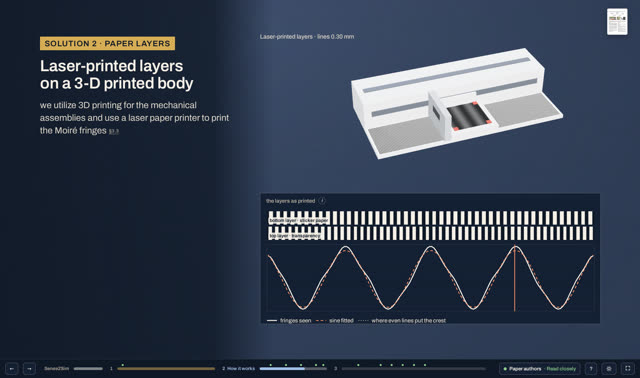 SOLUTION 2 · PAPER LAYERS
Laser-printed layers
on a 3-D printed body
we utilize 3D printing for the mechanical
assemblies and use a laser paper printer to print
the Moiré fringes
Laser-printed layers · lines 0.30 mm
the layers as printed
bottom layer · sticker paper
top layer · transparency
fringes seen
sine fitted
where even lines put the crest
← →
1
2 How it works
3
Paper authors · Read closely
?